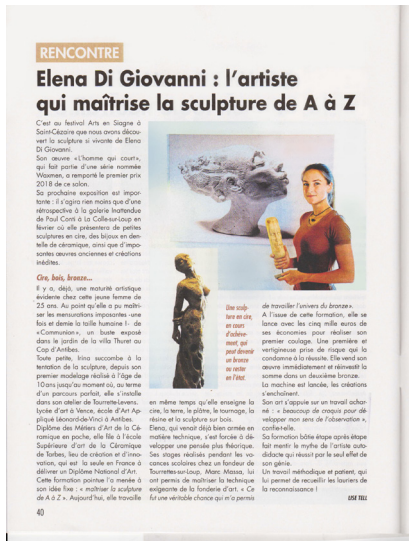 RENCONTRE
Elena Di Giovanni : l'artiste
qui maîtrise la sculpture de A à Z
C'est au festival Arts en Siagne à
Saint-Cézaire que nous avons décou-
vert la sculpture si vivante de Elena
Di Giovanni.
Son œuvre «L'homme qui court»,
qui fait partie d'une série nommée
Waxmen, a remporté le premier prix
2018 de ce salon.
Sa prochaine exposition est impor-
tante : il s'agira rien moins que d'une
rétrospective à la galerie Inattendue
de Paul Conti à La Colle-sur-Loup en
février où elle présentera de petites
sculptures en cire, des bijoux en den-
telle de céramique, ainsi que d'impo-
santes œuvres anciennes et créations
inédites.
Cire, bois, bronze...
Il y a, déjà, une maturité artistique
évidente chez cette jeune femme de
25 ans. Au point qu'elle a pu maîtri-
ser les mensurations imposantes -une
fois et demie la taille humaine !- de
«Communion», un buste exposé
dans le jardin de la villa Thuret au
Cap d'Antibes.
Toute petite, Irina succombe à la
tentation de la sculpture, depuis son
premier modelage réalisé à l'âge de
10 ans jusqu'au moment où, au terme
d'un parcours parfait, elle s'installe
dans son atelier de Tourrette-Levens.
Lycée d'art à Vence, école d'Art Ap-
pliqué Léonard-de-Vinci à Antibes.
Diplôme des Métiers d'Art de la Cé-
ramique en poche, elle file à l'école
Supérieure d'art de la Céramique
de Tarbes, lieu de création et d'inno-
vation, qui est la seule en France à
délivrer un Diplôme National d'Art.
Cette formation pointue l'a menée à
son idée fixe : « maîtriser la sculpture
de A à Z ». Aujourd'hui, elle travaille
en même temps qu'elle enseigne la
cire, la terre, le plâtre, le tournage, la
résine et la sculpture sur bois.
Elena, qui venait déjà bien armée en
matière technique, s'est forcée à dé-
velopper une pensée plus théorique.
Ses stages réalisés pendant les va-
cances scolaires chez un fondeur de
Tourrettes-sur-Loup, Marc Massa, lui
ont permis de maîtriser la technique
exigeante de la fonderie d'art. « Ce
fut une véritable chance qui m'a permis
Une sculp-
ture en cire,
en cours
d'achève-
ment, qui
peut devenir
un bronze
ou rester
en l'état.
de travailler l'univers du bronze».
A l'issue de cette formation, elle se
lance avec les cinq mille euros de
ses économies pour réaliser son
premier coulage. Une première et
vertigineuse prise de risque qui la
condamne à la réussite. Elle vend son
œuvre immédiatement et réinvestit la
somme dans un deuxième bronze.
La machine est lancée, les créations
s'enchaînent.
Son art s'appuie sur un travail achar-
né : « beaucoup de croquis pour dé-
velopper mon sens de l'observation »,
confie-t-elle.
Sa formation bâtie étape après étape
fait mentir le mythe de l'artiste auto-
didacte qui réussit par le seul effet de
son génie.
Un travail méthodique et patient, qui
lui permet de recueillir les lauriers de
la reconnaissance !
LISE TELL
40